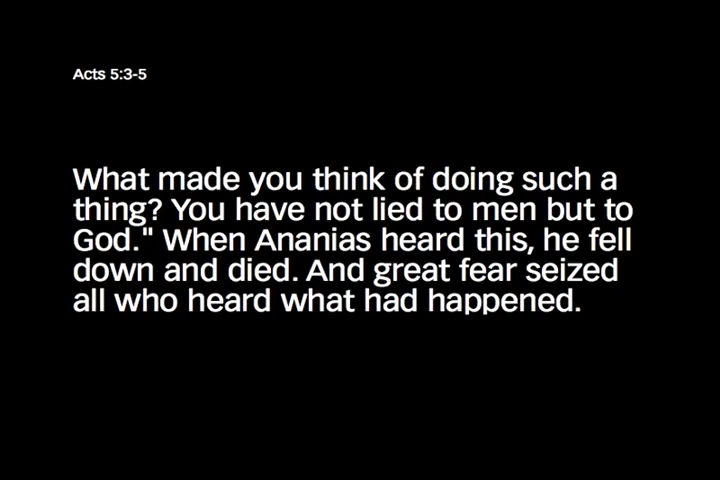 Acts 5:3-5
What made you think of doing such a
thing? You have not lied to men but to
God." When Ananias heard this, he fell
down and died. And great fear seized
all who heard what had happened.